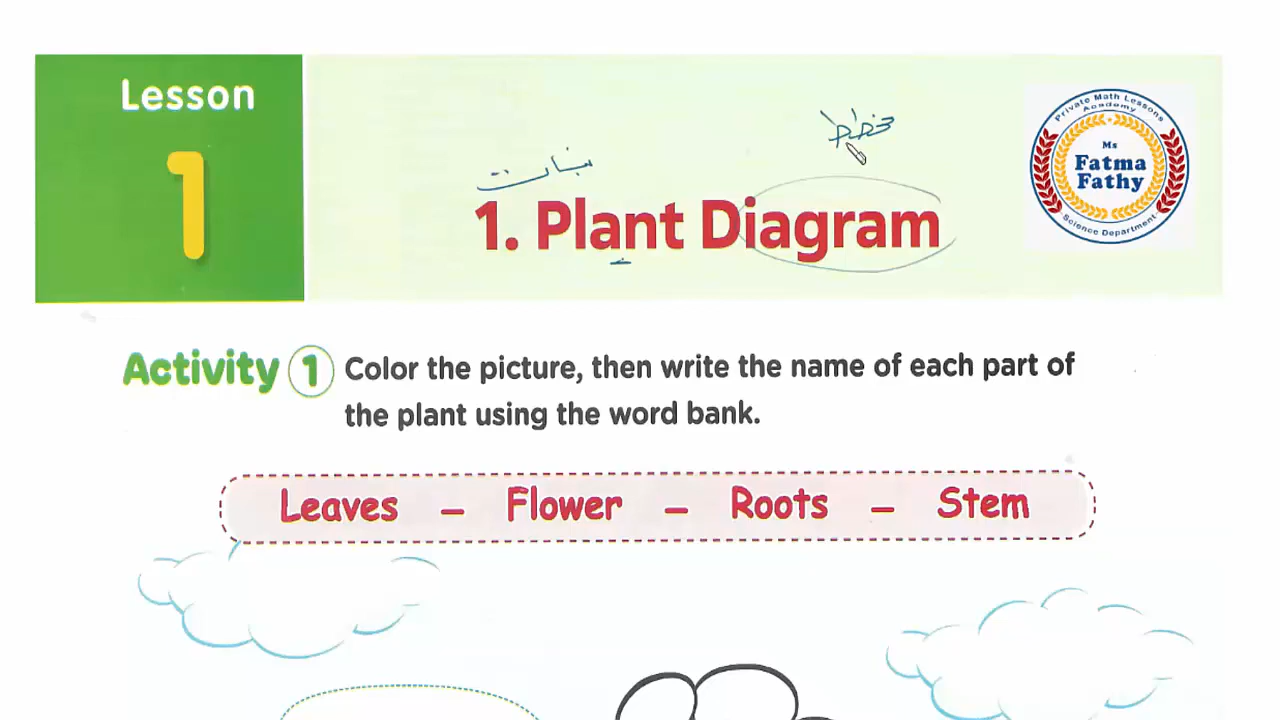 Lesson
1
نبات
1. Plant Diagram
Private Math Lessons
Academy
Ms
Fatma
Fathy
Science Department
Activity 1 Color the picture, then write the name of each part of
the plant using the word bank.
Leaves – Flower – Roots – Stem